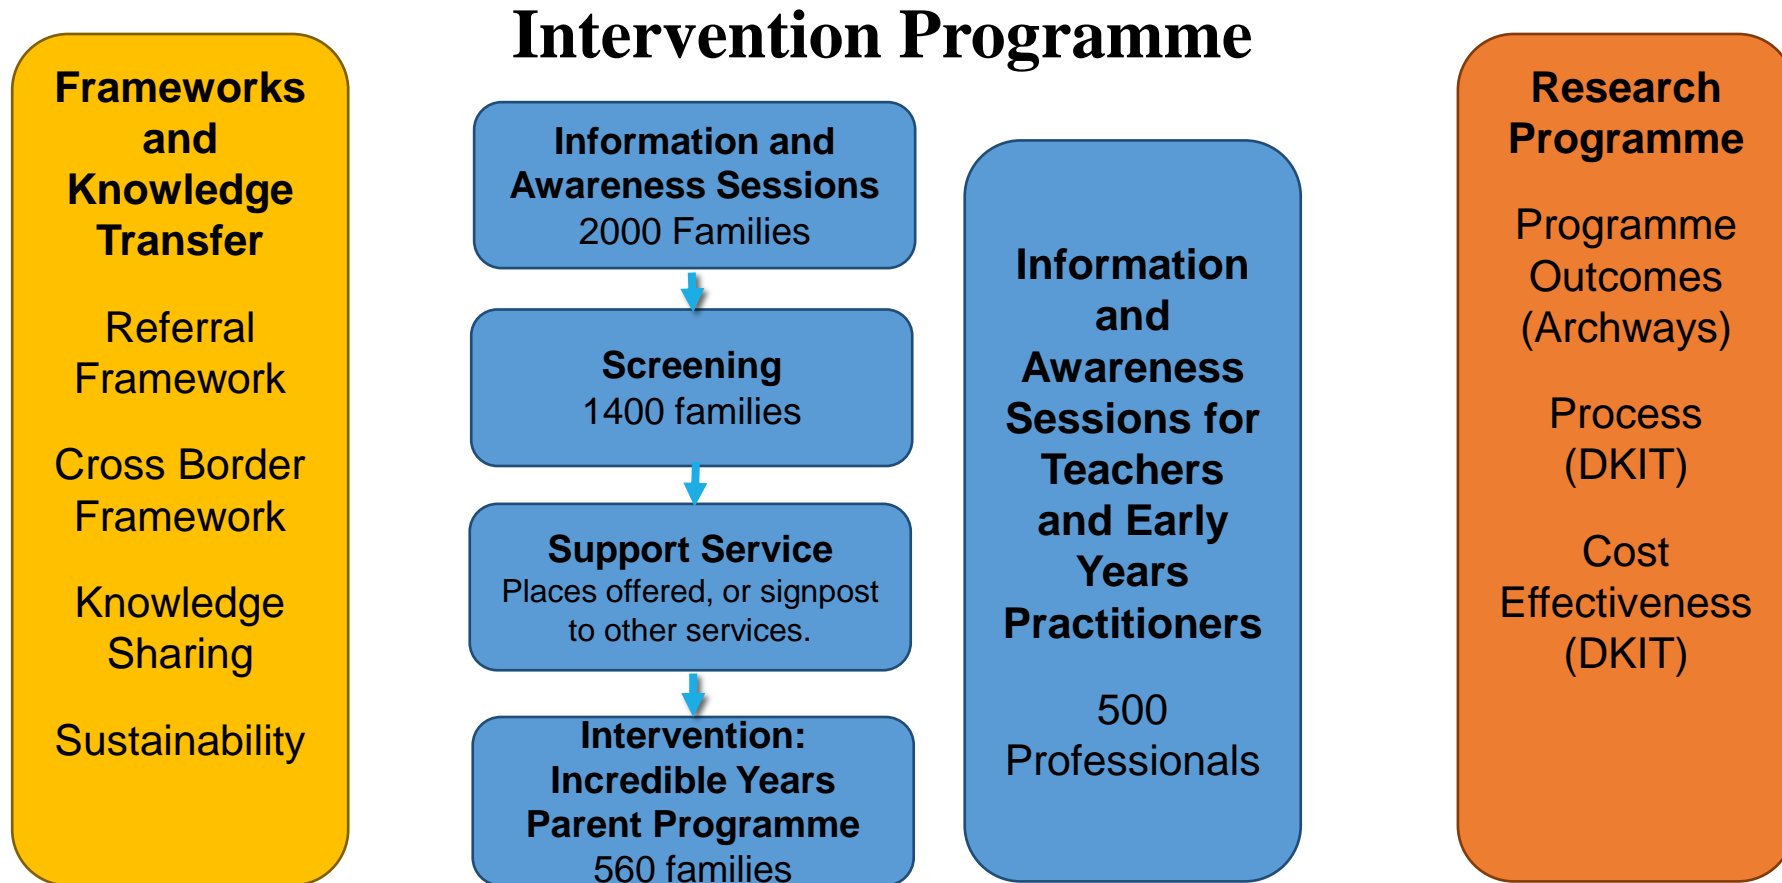 Intervention Programme
Frameworks
and
Knowledge
Transfer
Referral
Framework
Cross Border
Framework
Knowledge
Sharing
Sustainability
Information and
Awareness Sessions
2000 Families
Screening
1400 families
Support Service
Places offered, or signpost
to other services.
Intervention:
Incredible Years
Parent Programme
560 families
Information
and
Awareness
Sessions for
Teachers
and Early
Years
Practitioners
500
Professionals
Research
Programme
Programme
Outcomes
(Archways)
Process
(DKIT)
Cost
Effectiveness
(DKIT)